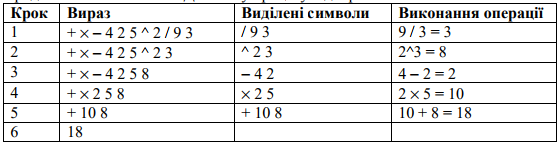 Крок Вираз Виділені символи Виконання операції
1 + × – 4 2 5 ^ 2 / 9 3 / 9 3 9 / 3 = 3
2 + × – 4 2 5 ^ 2 3 ^ 2 3 2^3 = 8
3 + × – 4 2 5 8 – 4 2 4 – 2 = 2
4 + × 2 5 8 × 2 5 2 × 5 = 10
5 + 10 8 + 10 8 10 + 8 = 18
6 18